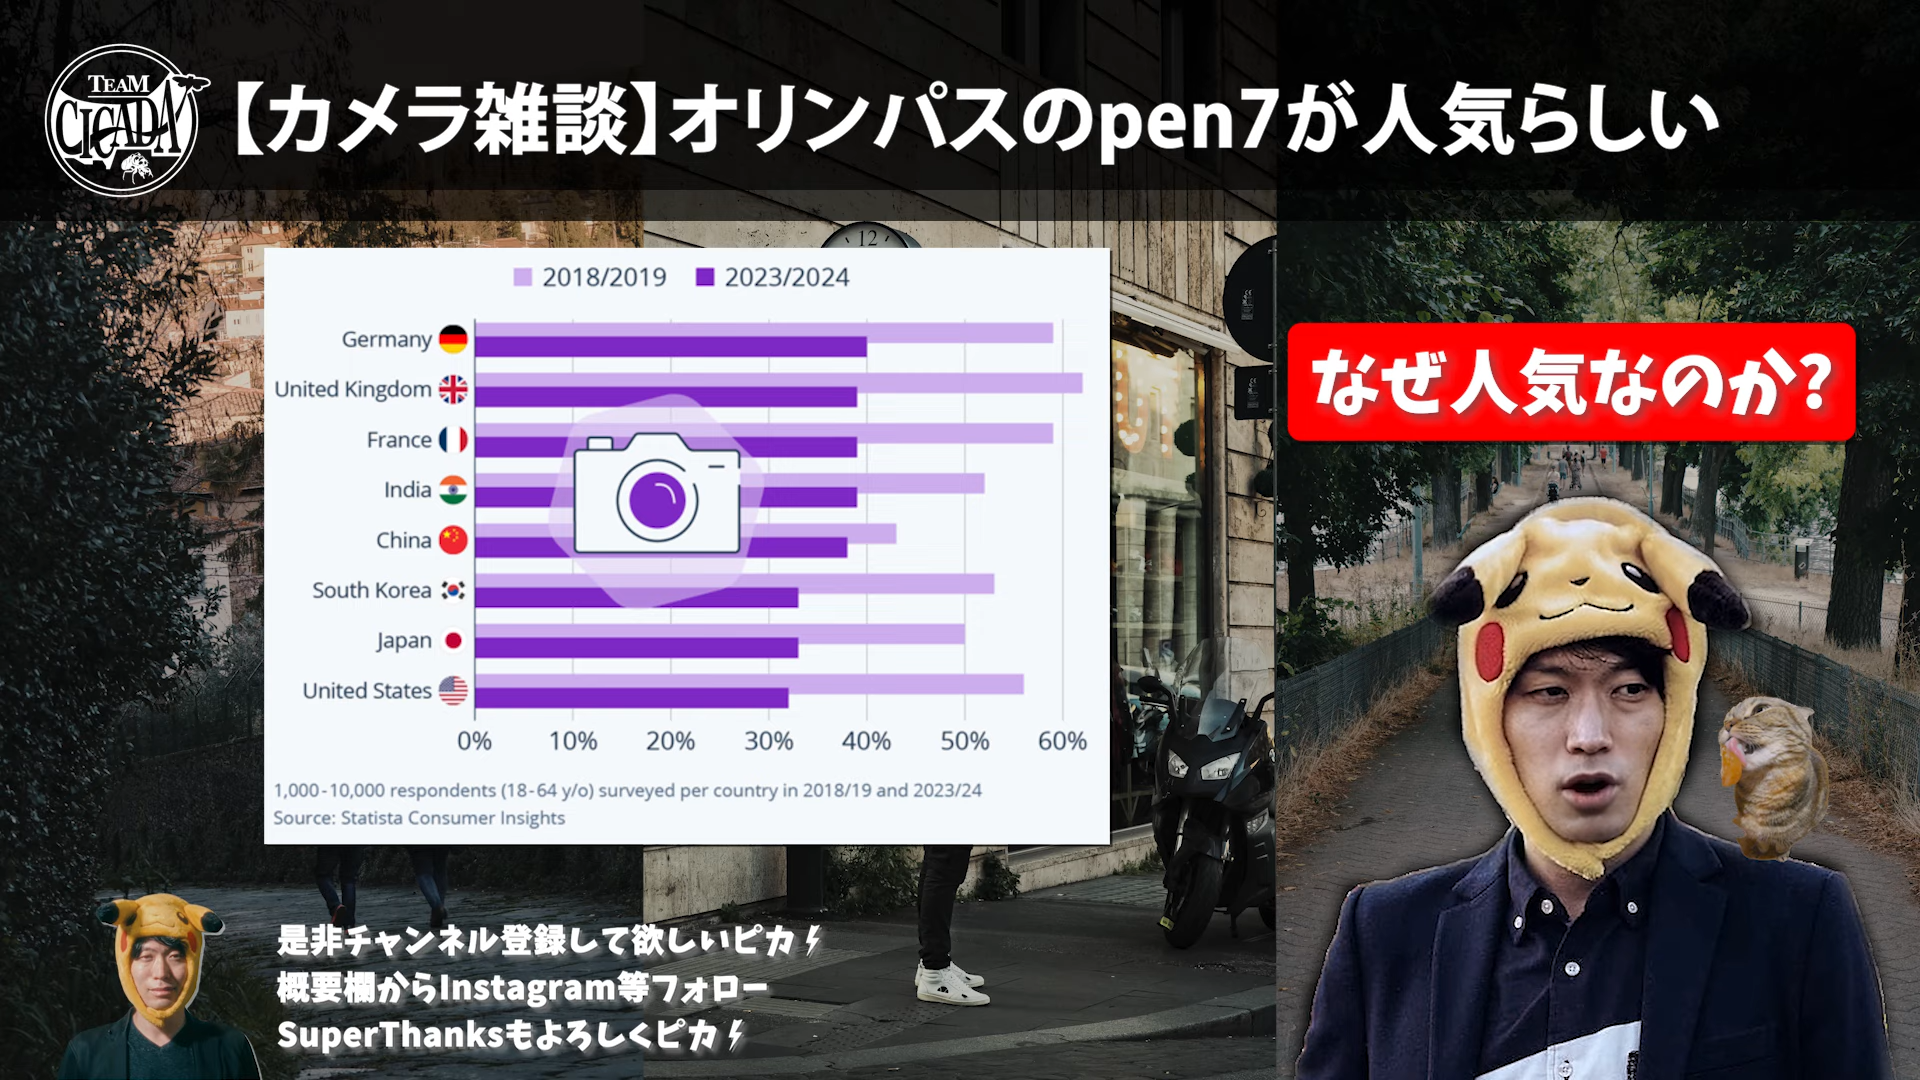 TEAM
CICADA
【カメラ雑談】オリンパスのpen7が人気らしい
12
2018/2019 2023/2024
Germany
United Kingdom
France
India
China
South Korea
Japan
United States
0% 10% 20% 30% 40% 50% 60%
1,000-10,000 respondents (18-64 y/o) surveyed per country in 2018/19 and 2023/24
Source: Statista Consumer Insights
なぜ人気なのか?
是非チャンネル登録して欲しいピカ⚡
概要欄からInstagram等フォロー
SuperThanksもよろしくピカ⚡